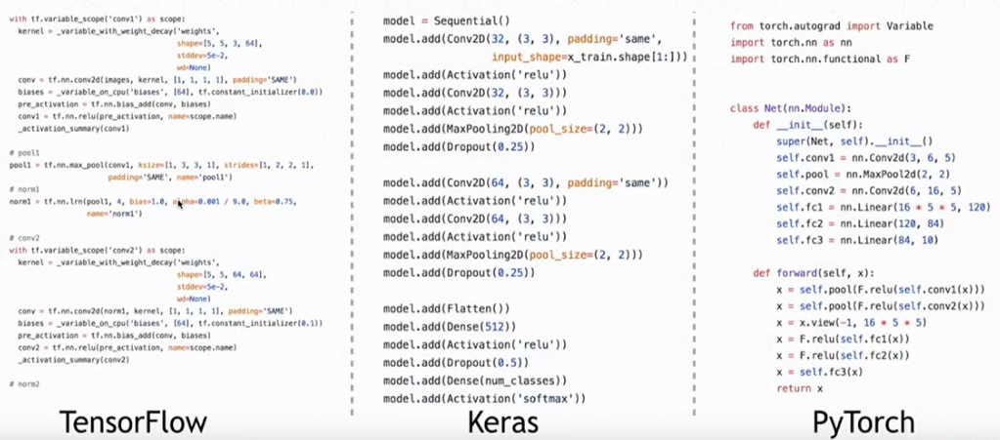 with tf.variable_scope('conv1') as scope:
kernel = _variable_with_weight_decay('weights',
shape=[5, 5, 3, 64],
stddev=5e-2,
wd=None)
conv = tf.nn.conv2d(images, kernel, [1, 1, 1, 1], padding='SAME')
biases = _variable_on_cpu('biases', [64], tf.constant_initializer(0.0))
pre_activation = tf.nn.bias_add(conv, biases)
conv1 = tf.nn.relu(pre_activation, name=scope.name)
_activation_summary(conv1)
# pool1
pool1 = tf.nn.max_pool(conv1, ksize=[1, 3, 3, 1], strides=[1, 2, 2, 1],
padding='SAME', name='pool1')
# norm1
norm1 = tf.nn.lrn(pool1, 4, bias=1.0, alpha=0.001 / 9.0, beta=0.75,
name='norm1')
# conv2
with tf.variable_scope('conv2') as scope:
kernel = _variable_with_weight_decay('weights',
shape=[5, 5, 64, 64],
stddev=5e-2,
wd=None)
conv = tf.nn.conv2d(norm1, kernel, [1, 1, 1, 1], padding='SAME')
biases = _variable_on_cpu('biases', [64], tf.constant_initializer(0.1))
pre_activation = tf.nn.bias_add(conv, biases)
conv2 = tf.nn.relu(pre_activation, name=scope.name)
_activation_summary(conv2)
# norm2
TensorFlow
model = Sequential()
model.add(Conv2D(32, (3, 3), padding='same',
input_shape=x_train.shape[1:]))
model.add(Activation('relu'))
model.add(Conv2D(32, (3, 3)))
model.add(Activation('relu'))
model.add(MaxPooling2D(pool_size=(2, 2)))
model.add(Dropout(0.25))
model.add(Conv2D(64, (3, 3), padding='same'))
model.add(Activation('relu'))
model.add(Conv2D(64, (3, 3)))
model.add(Activation('relu'))
model.add(MaxPooling2D(pool_size=(2, 2)))
model.add(Dropout(0.25))
model.add(Flatten())
model.add(Dense(512))
model.add(Activation('relu'))
model.add(Dropout(0.5))
model.add(Dense(num_classes))
model.add(Activation('softmax'))
Keras
from torch.autograd import Variable
import torch.nn as nn
import torch.nn.functional as F
class Net(nn.Module):
def __init__(self):
super(Net, self).__init__()
self.conv1 = nn.Conv2d(3, 6, 5)
self.pool = nn.MaxPool2d(2, 2)
self.conv2 = nn.Conv2d(6, 16, 5)
self.fc1 = nn.Linear(16 * 5 * 5, 120)
self.fc2 = nn.Linear(120, 84)
self.fc3 = nn.Linear(84, 10)
def forward(self, x):
x = self.pool(F.relu(self.conv1(x)))
x = self.pool(F.relu(self.conv2(x)))
x = x.view(-1, 16 * 5 * 5)
x = F.relu(self.fc1(x))
x = F.relu(self.fc2(x))
x = self.fc3(x)
return x
PyTorch